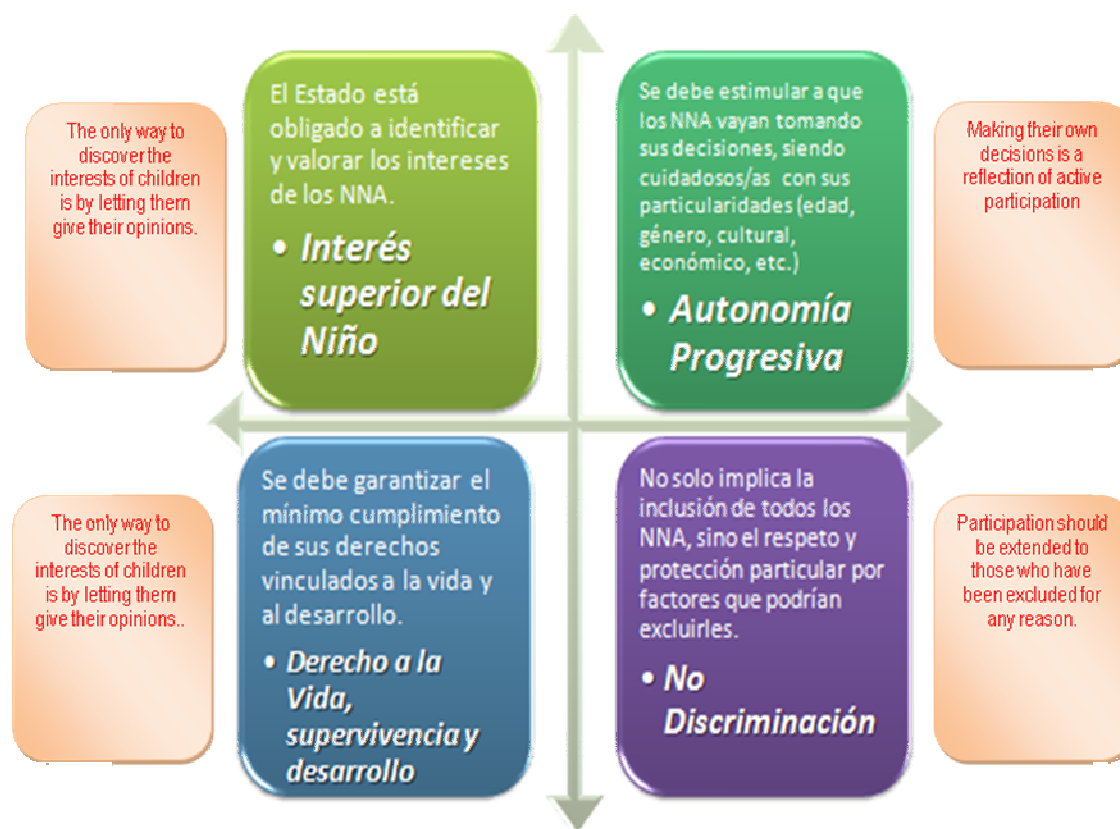 The only way to
discover the
interests of children
is by letting them
give their opinions.
El Estado está
obligado a identificar
y valorar los intereses
de los NNA.
• Interés
superior del
Niño
Se debe estimular a que
los NNA vayan tomando
sus decisiones, siendo
cuidadosos/as con sus
particularidades (edad,
género, cultural,
económico, etc.)
• Autonomía
Progresiva
Making their own
decisions is a
reflection of active
participation
The only way to
discover the
interests of children
is by letting them
give their opinions..
Se debe garantizar el
mínimo cumplimiento
de sus derechos
vinculados a la vida y
al desarrollo.
• Derecho a la
Vida,
supervivencia y
desarrollo
No solo implica la
inclusión de todos los
NNA, sino el respeto y
protección particular por
factores que podrían
excluirles.
• No
Discriminación
Participation should
be extended to
those who have
been excluded for
any reason.